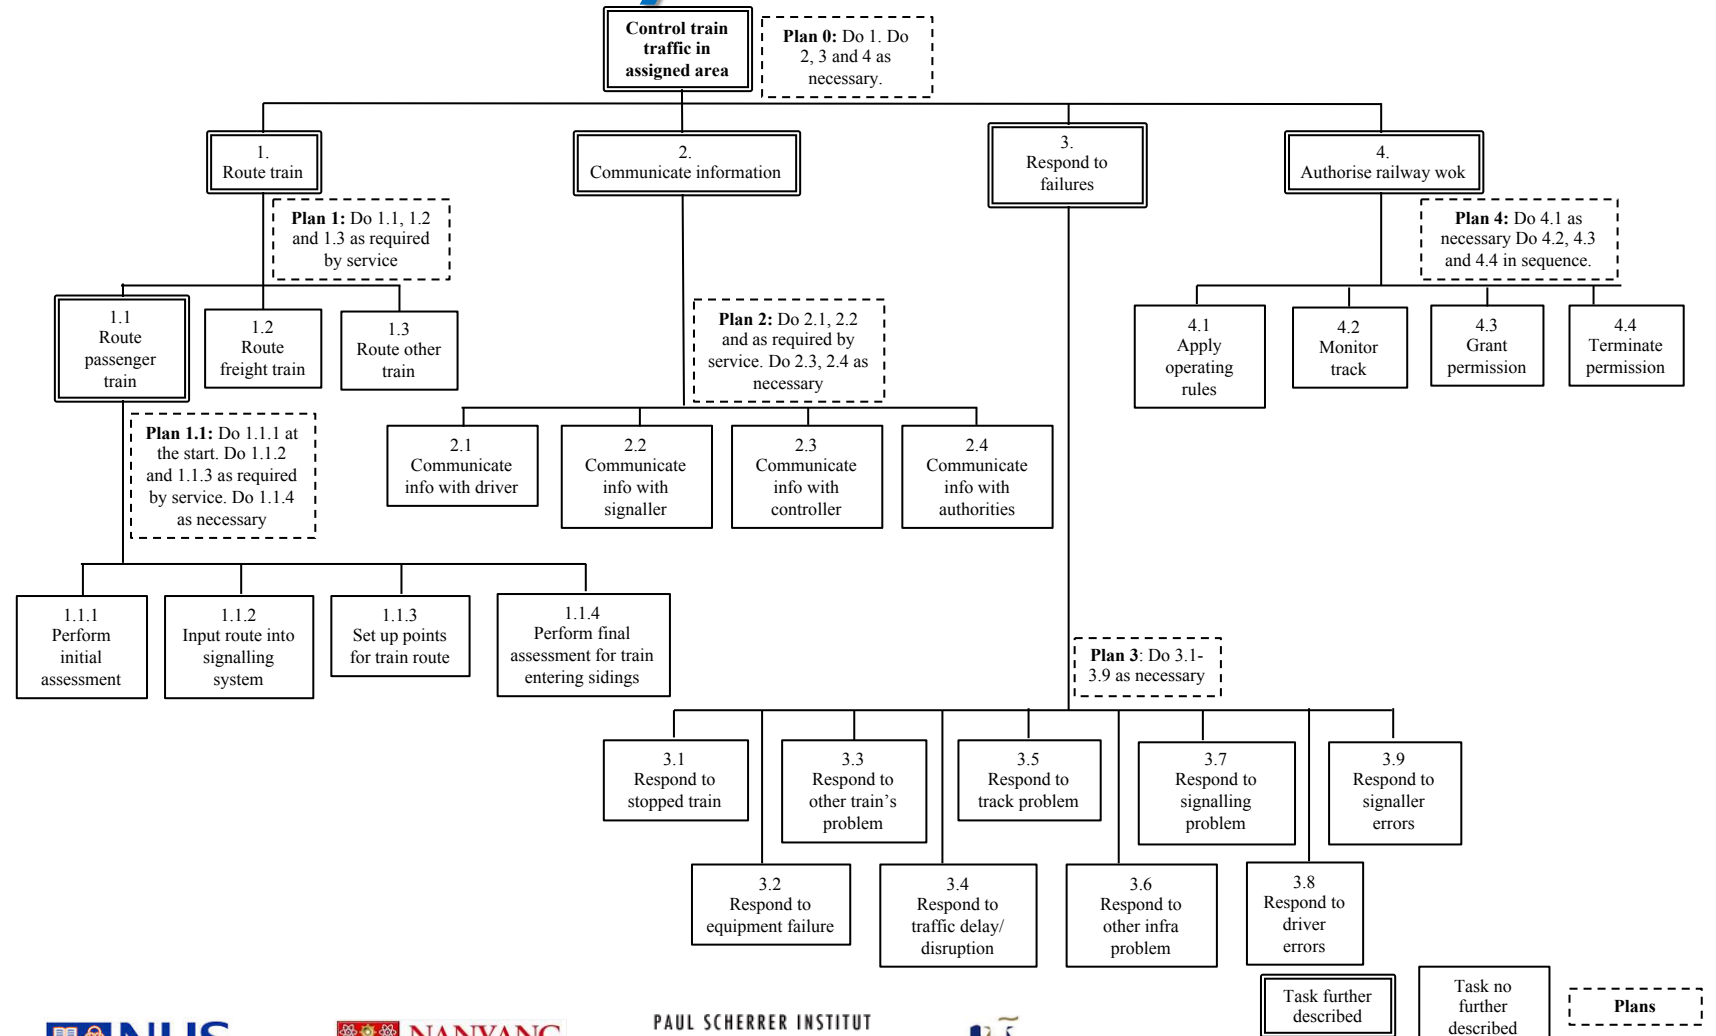 Control train
traffic in
assigned area
Plan 0: Do 1. Do
2, 3 and 4 as
necessary.
1.
Route train
2.
Communicate information
3.
Respond to
failures
4.
Authorise railway wok
Plan 1: Do 1.1, 1.2
and 1.3 as required
by service
Plan 4: Do 4.1 as
necessary Do 4.2, 4.3
and 4.4 in sequence.
1.1
Route
passenger
train
1.2
Route
freight train
1.3
Route other
train
Plan 2: Do 2.1, 2.2
and as required by
service. Do 2.3, 2.4 as
necessary
4.1
Apply
operating
rules
4.2
Monitor
track
4.3
Grant
permission
4.4
Terminate
permission
Plan 1.1: Do 1.1.1 at
the start. Do 1.1.2
and 1.1.3 as required
by service. Do 1.1.4
as necessary
2.1
Communicate
info with driver
2.2
Communicate
info with
signaller
2.3
Communicate
info with
controller
2.4
Communicate
info with
authorities
1.1.1
Perform
initial
assessment
1.1.2
Input route into
signalling
system
1.1.3
Set up points
for train route
1.1.4
Perform final
assessment for train
entering sidings
Plan 3: Do 3.1-
3.9 as necessary
3.1
Respond to
stopped train
3.3
Respond to
other train’s
problem
3.5
Respond to
track problem
3.7
Respond to
signalling
problem
3.9
Respond to
signaller
errors
3.2
Respond to
equipment failure
3.4
Respond to
traffic delay/
disruption
3.6
Respond to
other infra
problem
3.8
Respond to
driver
errors
Task further
described
Task no
further
described
Plans
NUS
NANYANG
PAUL SCHERRER INSTITUT